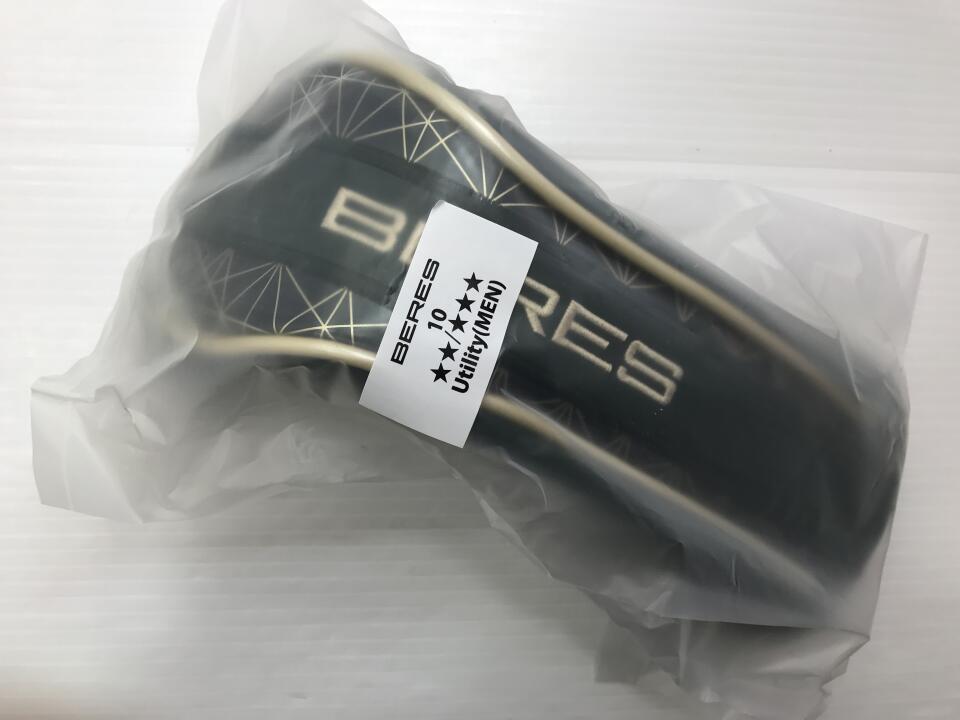 BERES
BERES
10
★★/★★★
Utility(MEN)